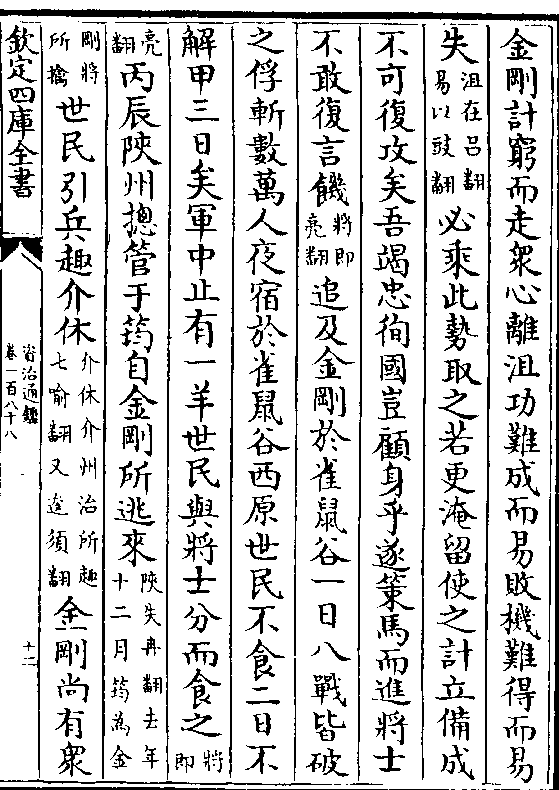 金剛計窮而走衆心離沮功難成而易敗機難得而易
失沮在呂翻易以豉翻必乘此勢取之若更淹留使之計立備成
不可復攻矣吾竭忠徇國豈顧身乎遂策馬而進將士
不敢復言饑將即亮翻追及金剛於雀鼠谷一日八戰皆破
之俘斬數萬人夜宿於雀鼠谷西原世民不食二日不
解甲三日矣軍中止有一羊世民與將士分而食之將即
亮翻丙辰陜州揔管于筠自金剛所逃來陜失冉翻去年十二月筠為金
剛將所擒世民引兵趣介休介休介州治所趣七喻翻又逡須翻金剛尚有衆
欽定四庫全書
資治通鑑
卷一百八十八
十二